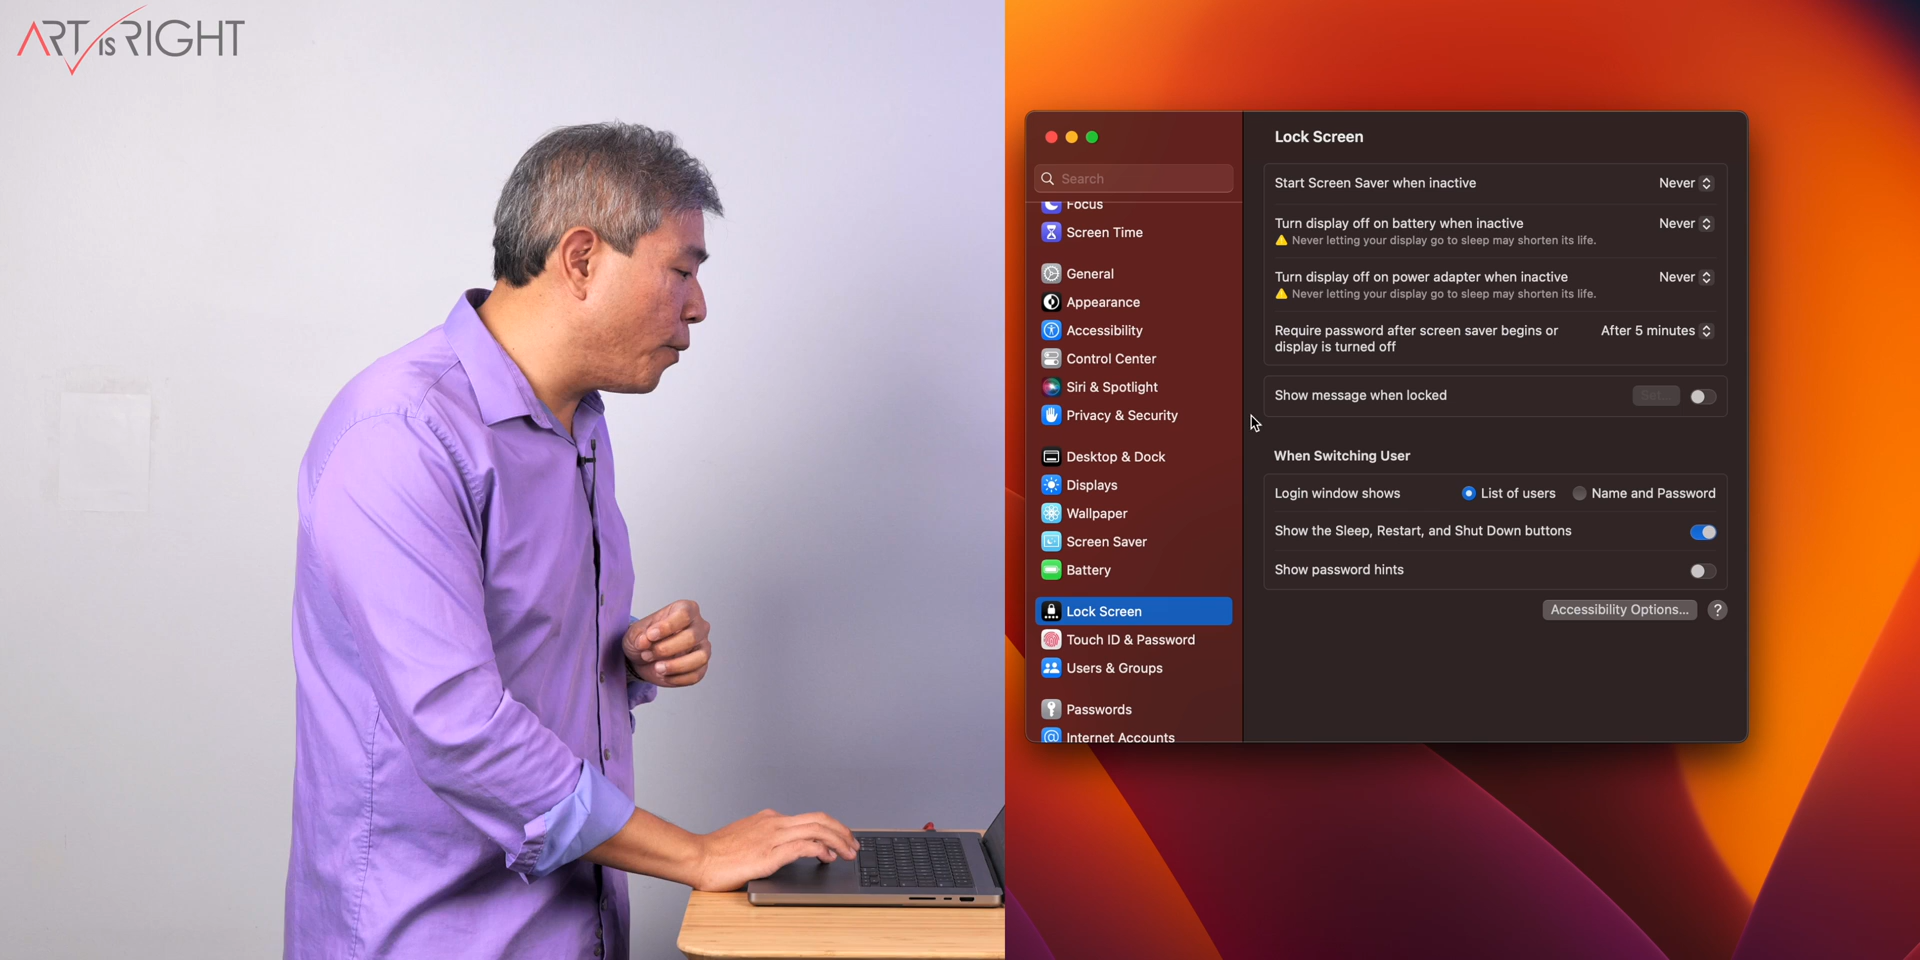 ART IS RIGHT
Lock Screen
Search
Focus
Screen Time
General
Appearance
Accessibility
Control Center
Siri & Spotlight
Privacy & Security
Desktop & Dock
Displays
Wallpaper
Screen Saver
Battery
Lock Screen
Touch ID & Password
Users & Groups
Passwords
Internet Accounts
Start Screen Saver when inactive Never
Turn display off on battery when inactive Never
Never letting your display go to sleep may shorten its life.
Turn display off on power adapter when inactive Never
Never letting your display go to sleep may shorten its life.
Require password after screen saver begins or After 5 minutes
display is turned off
Show message when locked Set...
When Switching User
Login window shows List of users Name and Password
Show the Sleep, Restart, and Shut Down buttons
Show password hints
Accessibility Options... ?